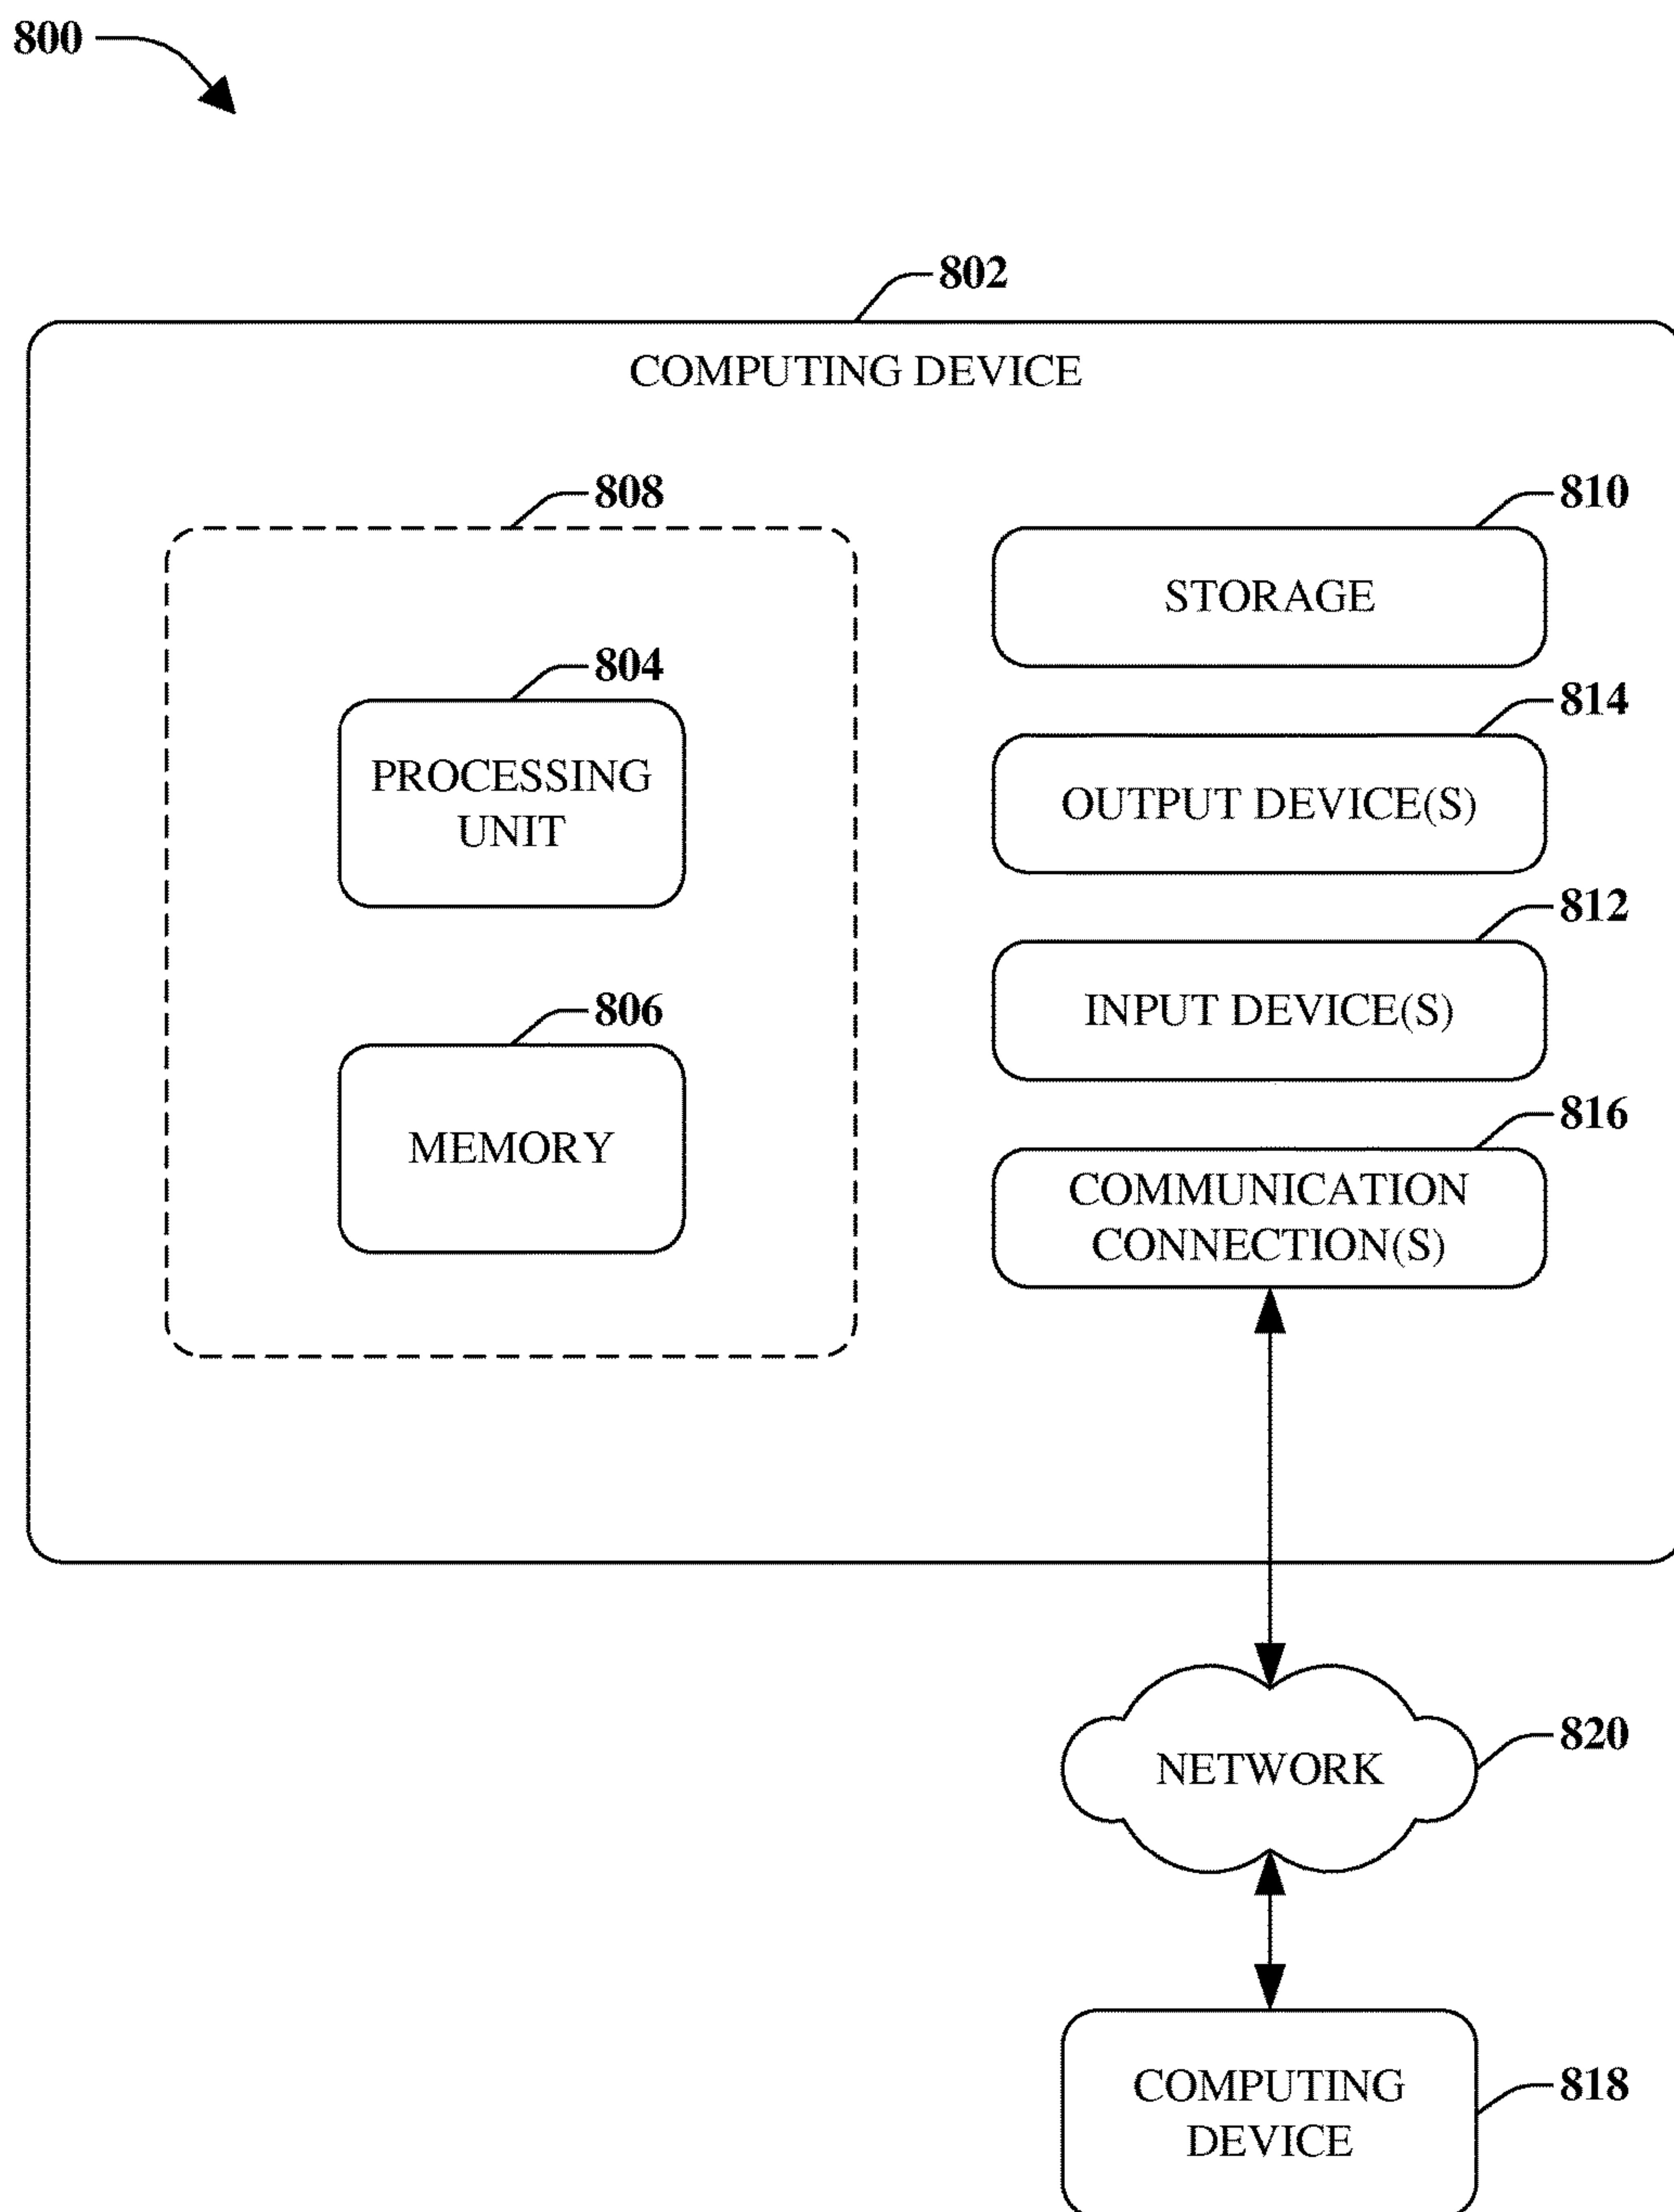 800
802
COMPUTING DEVICE
808
810
STORAGE
804
PROCESSING
UNIT
814
OUTPUT DEVICE(S)
812
INPUT DEVICE(S)
806
MEMORY
816
COMMUNICATION
CONNECTION(S)
820
NETWORK
818
COMPUTING
DEVICE